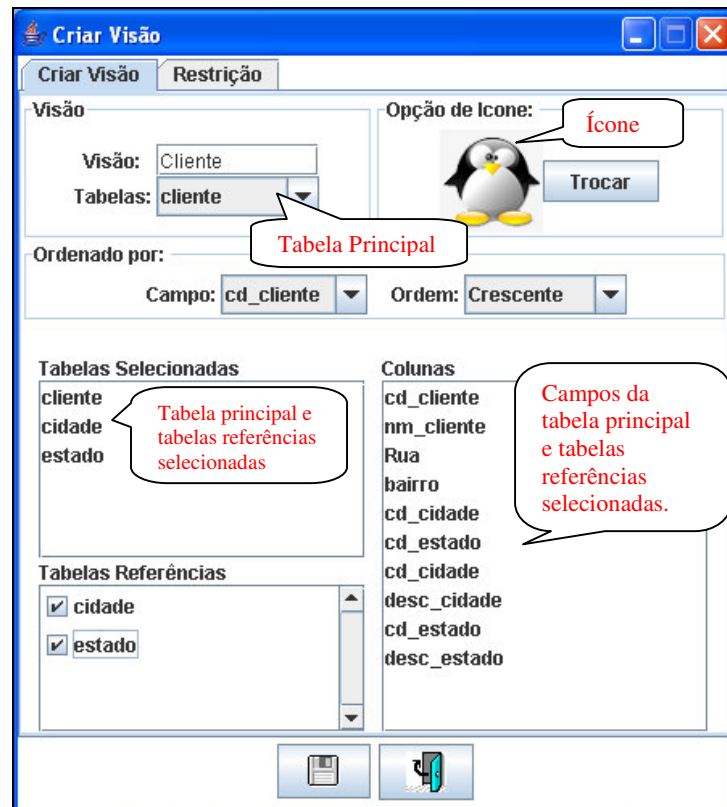 Criar Visão
Criar Visão
Restrição
Visão
Visão: Cliente
Tabelas: cliente
Tabela Principal
Opção de Icone:
Ícone
Trocar
Ordenado por:
Campo: cd_cliente
Ordem: Crescente
Tabelas Selecionadas
cliente
cidade
estado
Tabela principal e
tabelas referências
selecionadas
Tabelas Referências
cidade
estado
Colunas
cd_cliente
nm_cliente
Rua
bairro
cd_cidade
cd_estado
cd_cidade
desc_cidade
cd_estado
desc_estado
Campos da
tabela principal
e tabelas
referências
selecionadas.